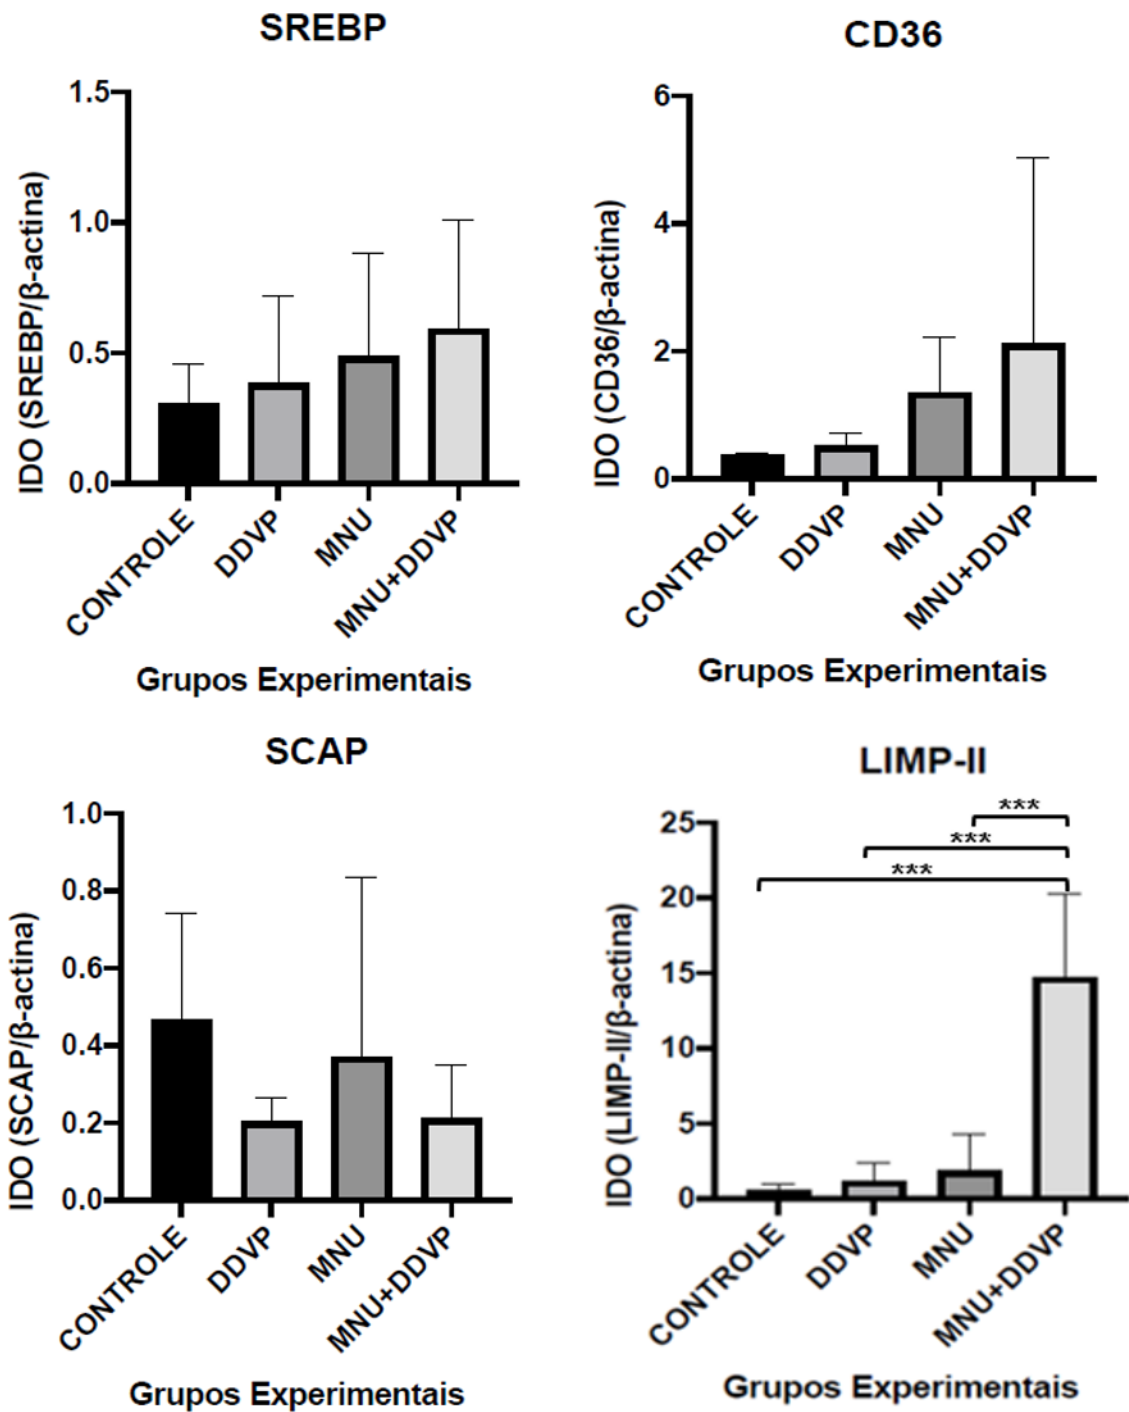 SREBP
IDO (SREBP/β-actina)
1.5
1.0
0.5
0.0
CONTROLE
DDVP
MNU
MNU+DDVP
Grupos Experimentais
CD36
IDO (CD36/β-actina)
6
4
2
0
CONTROLE
DDVP
MNU
MNU+DDVP
Grupos Experimentais
SCAP
IDO (SCAP/β-actina)
1.0
0.8
0.6
0.4
0.2
0.0
CONTROLE
DDVP
MNU
MNU+DDVP
Grupos Experimentais
LIMP-II
IDO (LIMP-II/β-actina)
25
20
15
10
5
0
***
***
***
CONTROLE
DDVP
MNU
MNU+DDVP
Grupos Experimentais